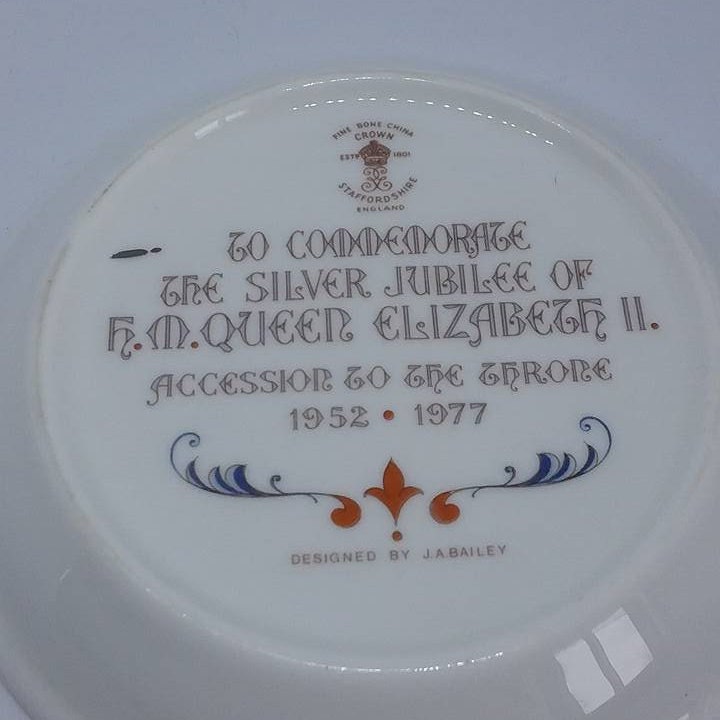 FINE BONE CHINA
CROWN
ESTD 1801
STAFFORDSHIRE
ENGLAND
TO COMMEMORATE
THE SILVER JUBILEE OF
H.M.QUEEN ELIZABETH II.
ACCESSION TO THE THRONE
1952 • 1977
DESIGNED BY J.A.BAILEY